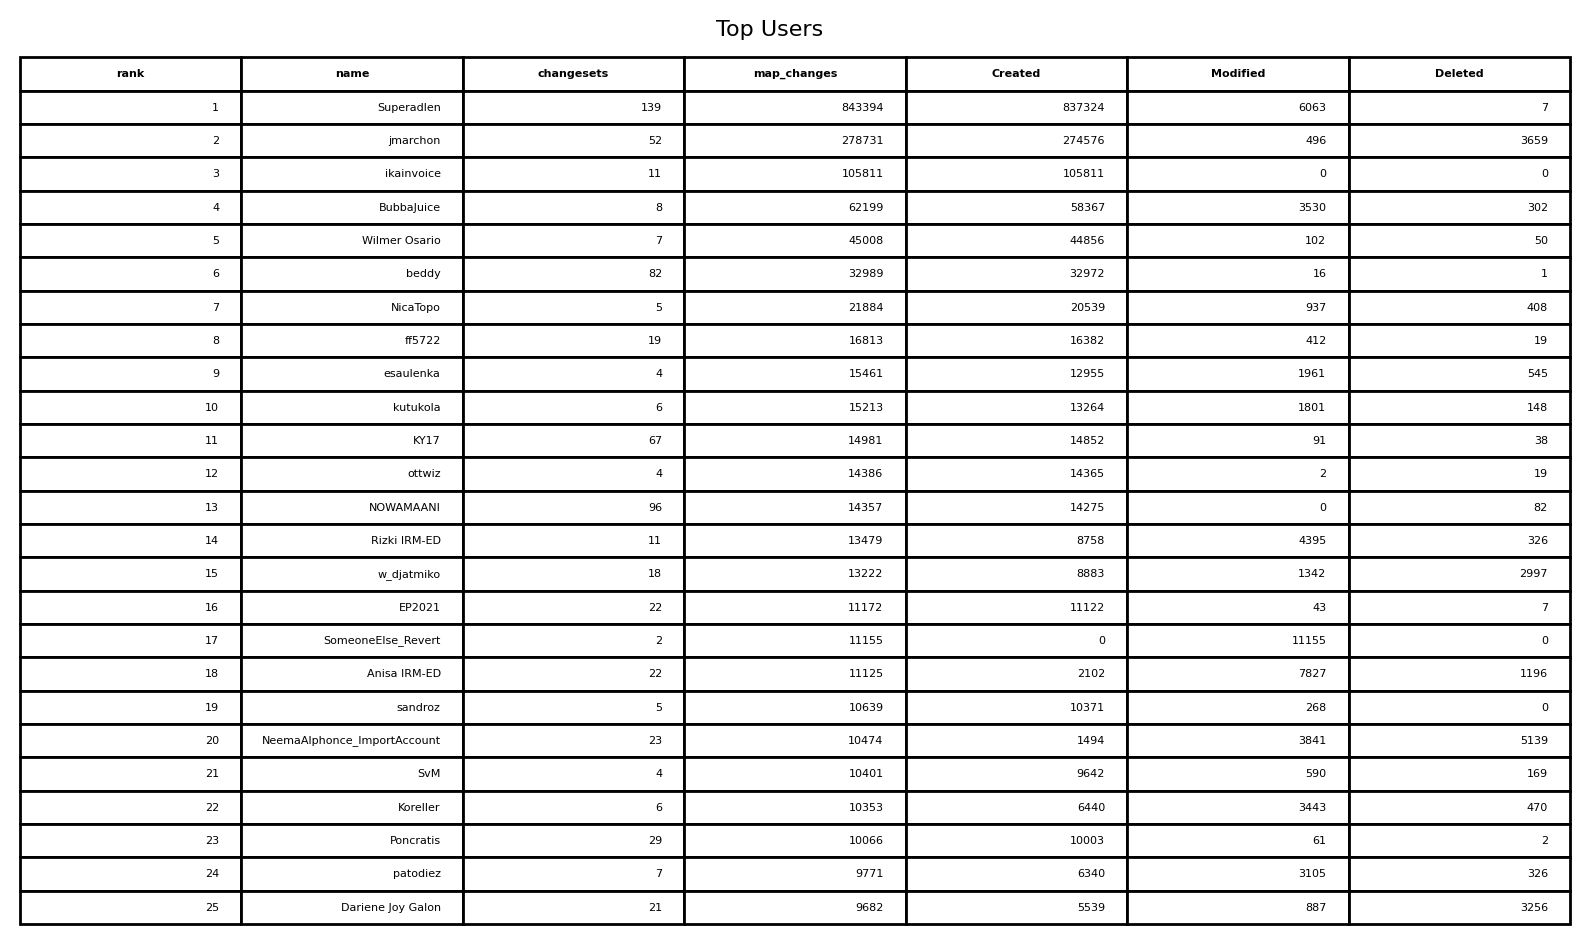 Top Users
rank name changesets map_changes Created Modified Deleted
1 Superadlen 139 843394 837324 6063 7
2 jmarchon 52 278731 274576 496 3659
3 ikainvoice 11 105811 105811 0 0
4 BubbaJuice 8 62199 58367 3530 302
5 Wilmer Osario 7 45008 44856 102 50
6 beddy 82 32989 32972 16 1
7 NicaTopo 5 21884 20539 937 408
8 ff5722 19 16813 16382 412 19
9 esaulenka 4 15461 12955 1961 545
10 kutukola 6 15213 13264 1801 148
11 KY17 67 14981 14852 91 38
12 ottwiz 4 14386 14365 2 19
13 NOWAMAANI 96 14357 14275 0 82
14 Rizki IRM-ED 11 13479 8758 4395 326
15 w_djatmiko 18 13222 8883 1342 2997
16 EP2021 22 11172 11122 43 7
17 SomeoneElse_Revert 2 11155 0 11155 0
18 Anisa IRM-ED 22 11125 2102 7827 1196
19 sandroz 5 10639 10371 268 0
20 NeemaAlphonce_ImportAccount 23 10474 1494 3841 5139
21 SvM 4 10401 9642 590 169
22 Koreller 6 10353 6440 3443 470
23 Poncratis 29 10066 10003 61 2
24 patodiez 7 9771 6340 3105 326
25 Dariene Joy Galon 21 9682 5539 887 3256